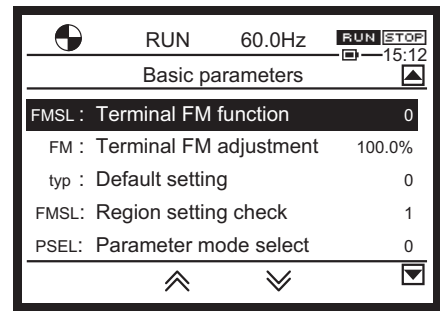 RUN 60.0Hz RUN STOP
15:12
Basic parameters
FMSL : Terminal FM function 0
FM : Terminal FM adjustment 100.0%
typ : Default setting 0
FMSL: Region setting check 1
PSEL: Parameter mode select 0